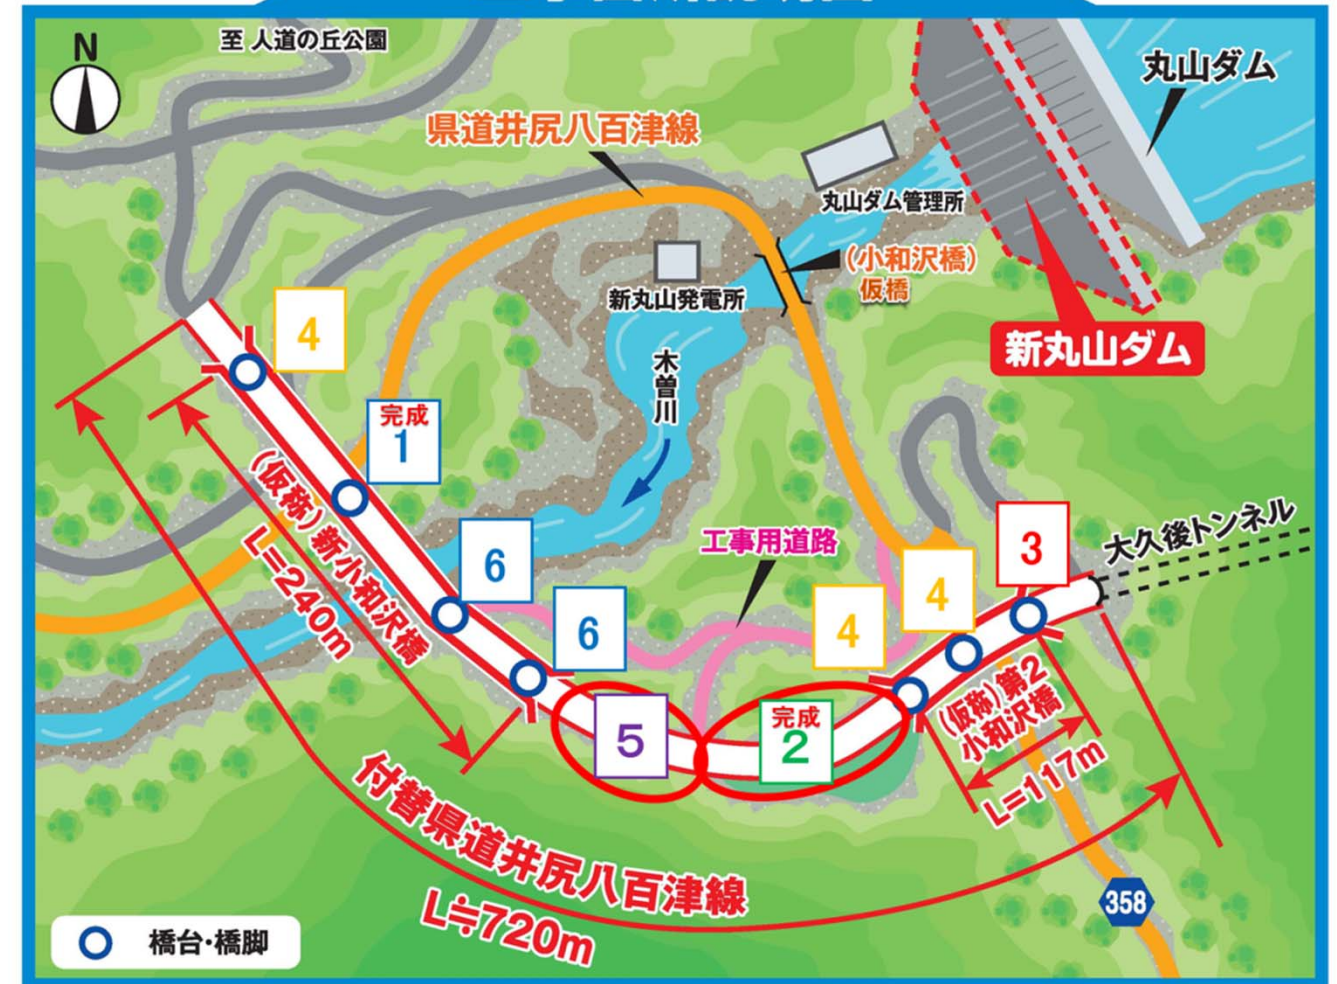 N
至 人道の丘公園
丸山ダム
県道井尻八百津線
丸山ダム管理所
(小和沢橋)
仮橋
新丸山発電所
新丸山ダム
4
木曽川
完成
1
(仮称)新小和沢橋
L=240m
6
工事用道路
3
大久後トンネル
4
4
6
5
完成
2
(仮称)第2
小和沢橋
L=117m
付替県道井尻八百津線
L≒720m
358
橋台・橋脚